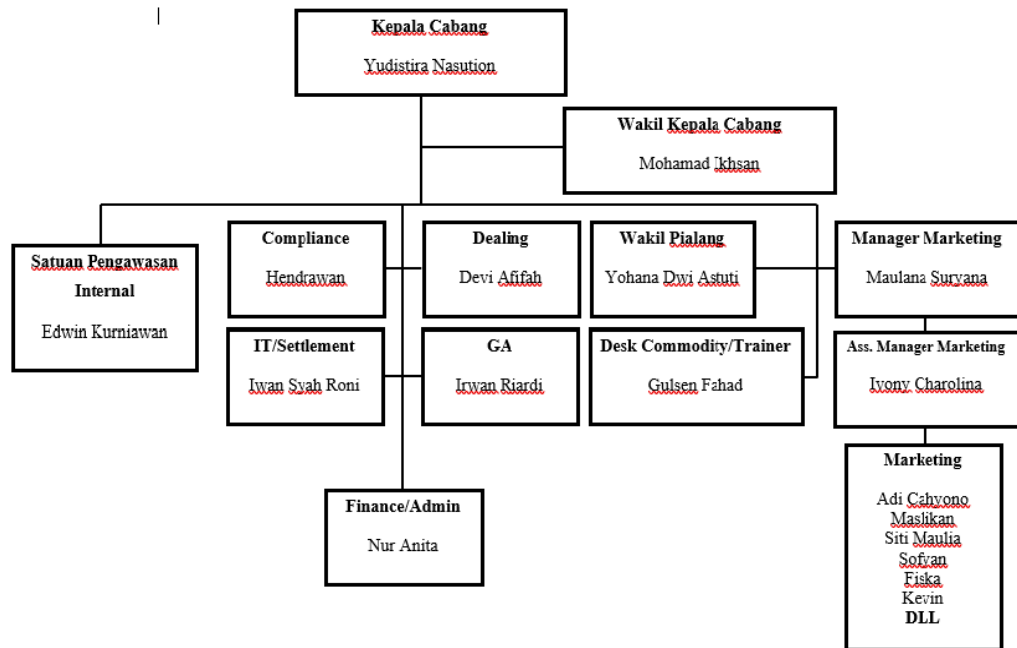 Kepala Cabang
Yudistira Nasution
Wakil Kepala Cabang
Mohamad Ikhsan
Satuan Pengawasan
Internal
Edwin Kurniawan
Compliance
Hendrawan
Dealing
Devi Afifah
Wakil Pialang
Yohana Dwi Astuti
Manager Marketing
Maulana Suryana
IT/Settlement
Iwan Syah Roni
GA
Irwan Riardi
Desk Commodity/Trainer
Gulsen Fahad
Ass. Manager Marketing
Ivony Charolina
Finance/Admin
Nur Anita
Marketing
Adi Cahyono
Maslikan
Siti Maulia
Sofyan
Fiska
Kevin
DLL